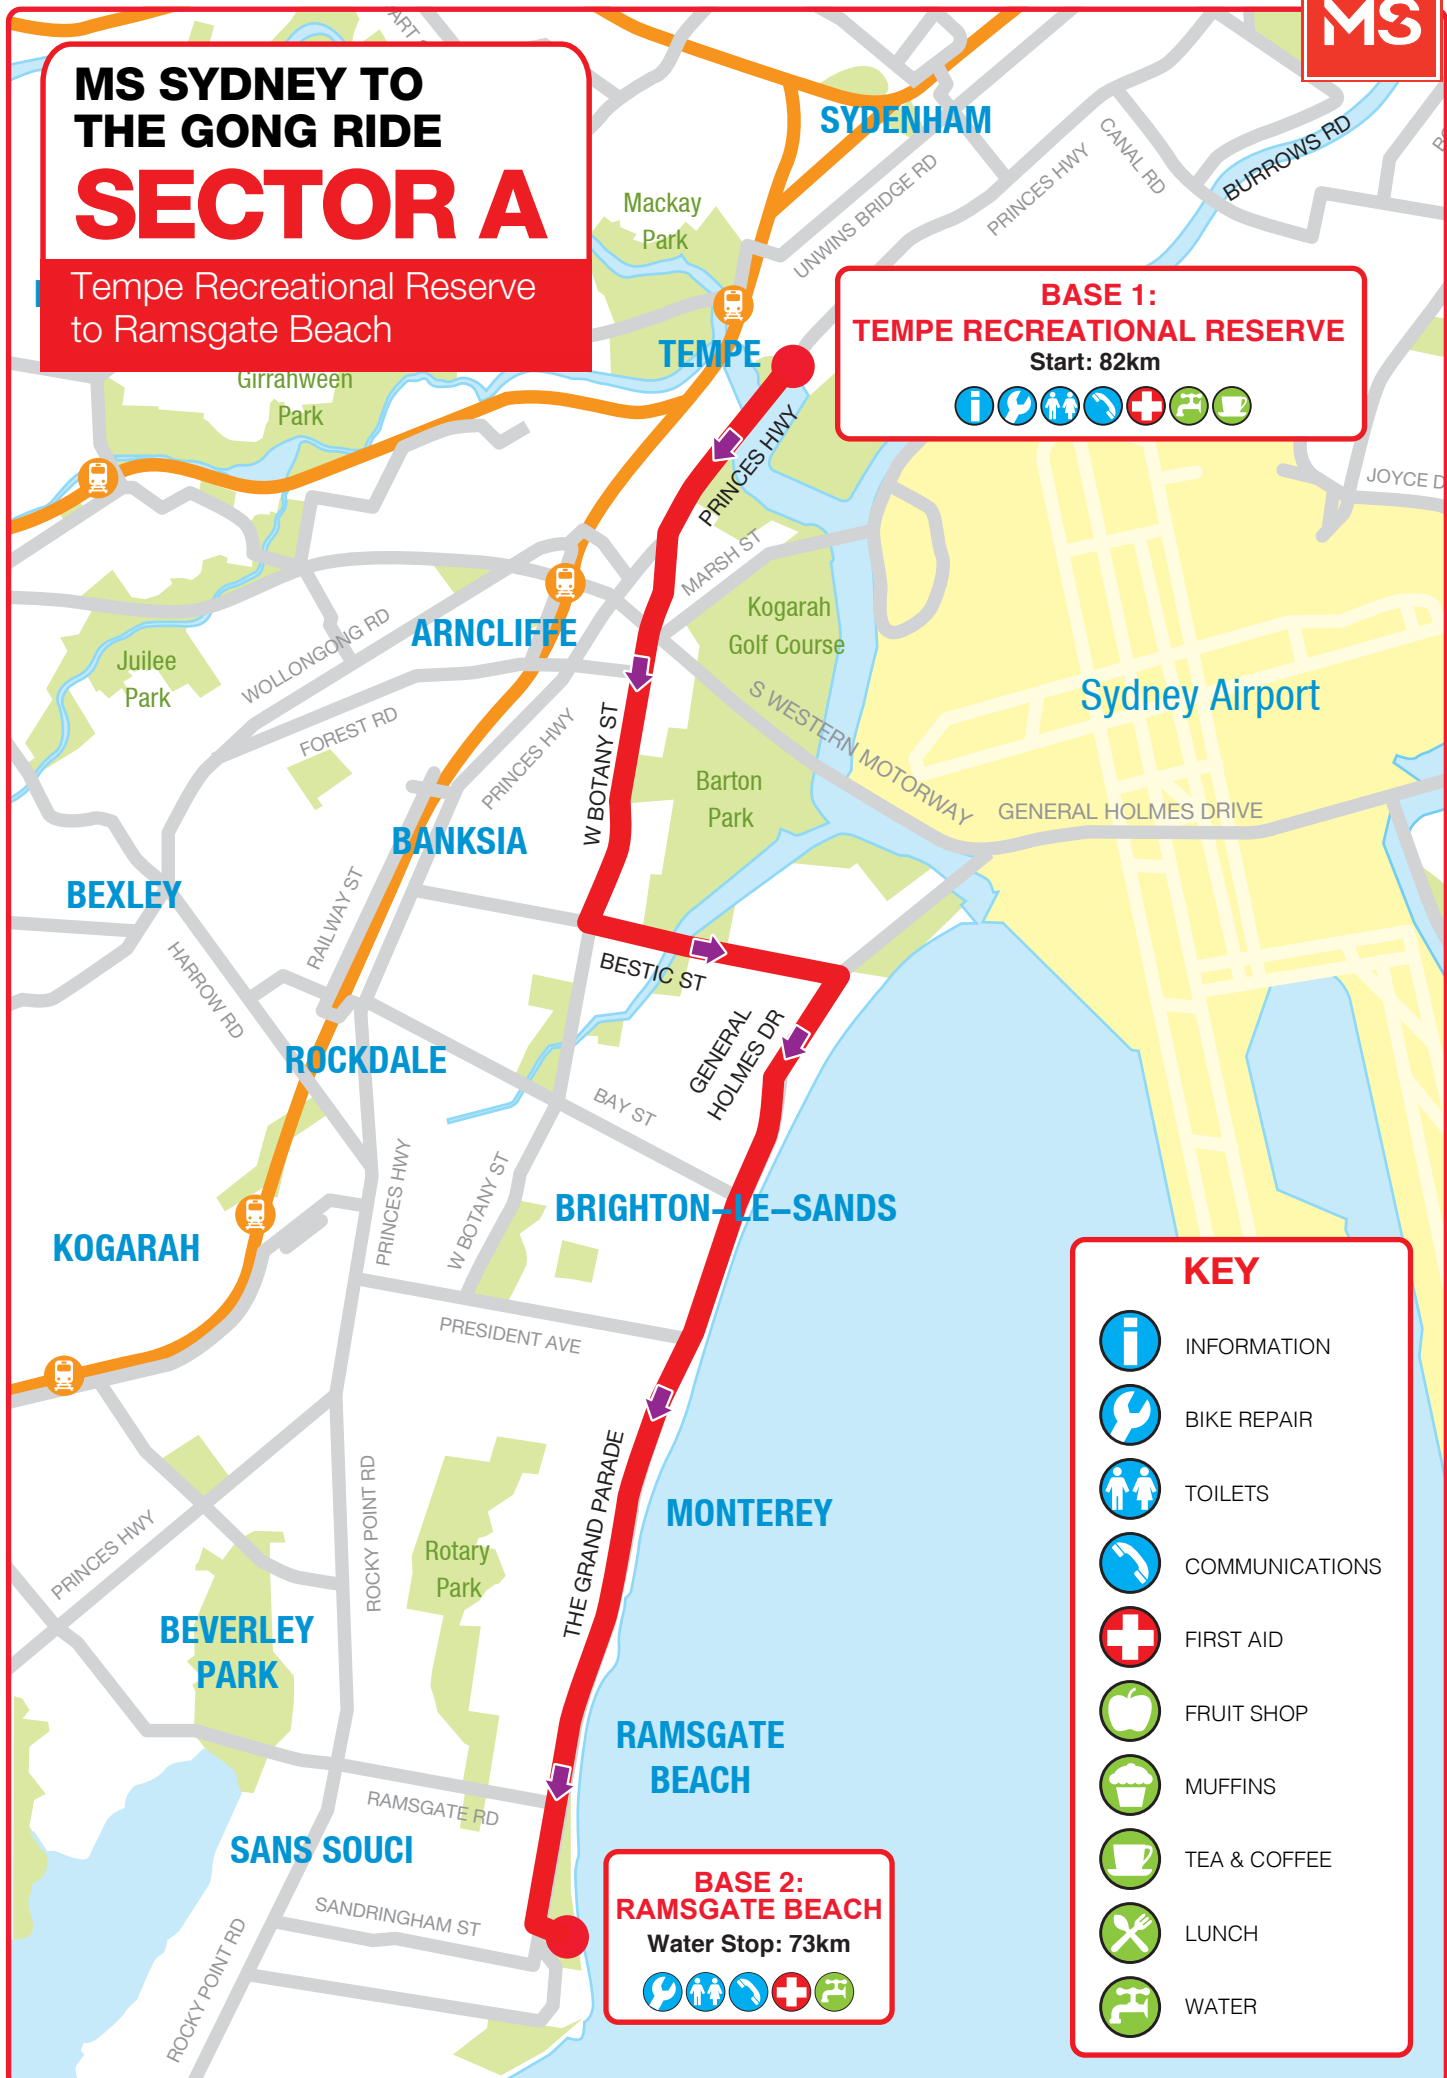 MS
MS SYDNEY TO
THE GONG RIDE
SECTOR A
Tempe Recreational Reserve
to Ramsgate Beach
SYDENHAM
CANAL RD
BURROWS RD
PRINCES HWY
UNWINS BRIDGE RD
Mackay
Park
BASE 1:
TEMPE RECREATIONAL RESERVE
Start: 82km
TEMPE
Girrahween
Park
PRINCES HWY
JOYCE D
MARSH ST
Kogarah
Golf Course
ARNCLIFFE
WOLLONGONG RD
Juilee
Park
FOREST RD
S WESTERN MOTORWAY
Sydney Airport
PRINCES HWY
W BOTANY ST
Barton
Park
GENERAL HOLMES DRIVE
BANKSIA
BEXLEY
RAILWAY ST
HARROW RD
BESTIC ST
GENERAL
HOLMES DR
ROCKDALE
BAY ST
PRINCES HWY
W BOTANY ST
BRIGHTON–LE–SANDS
KOGARAH
PRESIDENT AVE
KEY
INFORMATION
BIKE REPAIR
TOILETS
COMMUNICATIONS
FIRST AID
FRUIT SHOP
MUFFINS
TEA & COFFEE
LUNCH
WATER
THE GRAND PARADE
MONTEREY
ROCKY POINT RD
PRINCES HWY
Rotary
Park
BEVERLEY
PARK
RAMSGATE
BEACH
RAMSGATE RD
SANS SOUCI
SANDRINGHAM ST
ROCKY POINT RD
BASE 2:
RAMSGATE BEACH
Water Stop: 73km